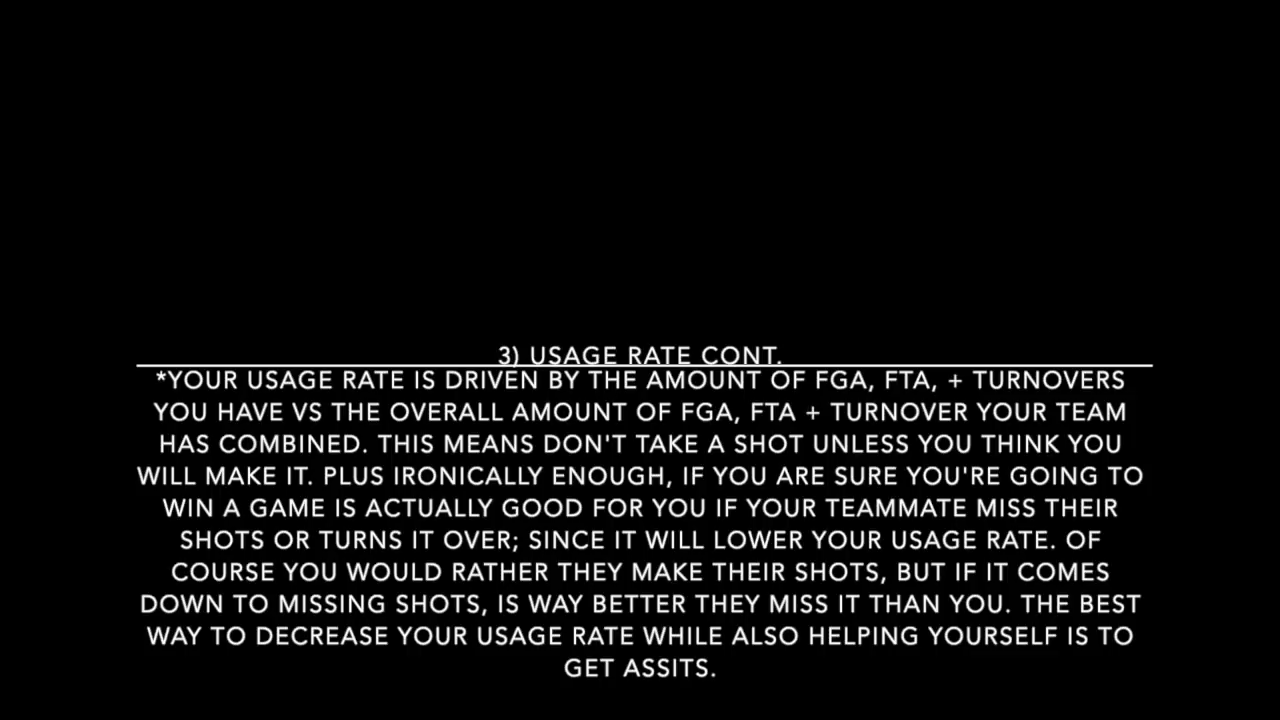 3) USAGE RATE CONT.
*YOUR USAGE RATE IS DRIVEN BY THE AMOUNT OF FGA, FTA, + TURNOVERS
YOU HAVE VS THE OVERALL AMOUNT OF FGA, FTA + TURNOVER YOUR TEAM
HAS COMBINED. THIS MEANS DON'T TAKE A SHOT UNLESS YOU THINK YOU
WILL MAKE IT. PLUS IRONICALLY ENOUGH, IF YOU ARE SURE YOU'RE GOING TO
WIN A GAME IS ACTUALLY GOOD FOR YOU IF YOUR TEAMMATE MISS THEIR
SHOTS OR TURNS IT OVER; SINCE IT WILL LOWER YOUR USAGE RATE. OF
COURSE YOU WOULD RATHER THEY MAKE THEIR SHOTS, BUT IF IT COMES
DOWN TO MISSING SHOTS, IS WAY BETTER THEY MISS IT THAN YOU. THE BEST
WAY TO DECREASE YOUR USAGE RATE WHILE ALSO HELPING YOURSELF IS TO
GET ASSITS.